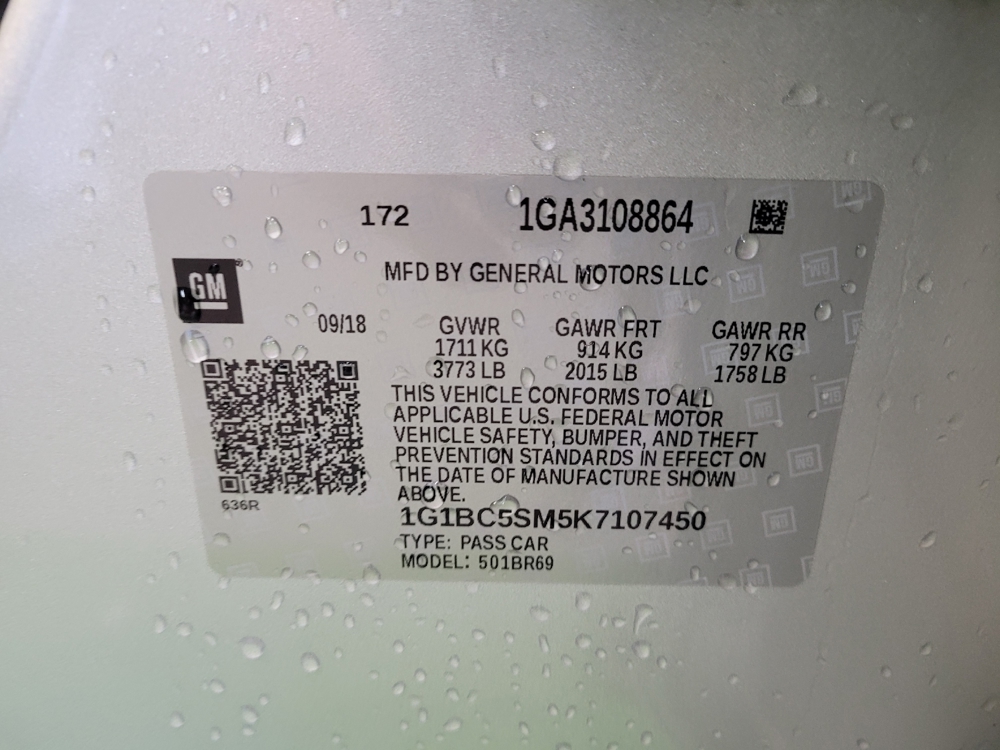 172 1GA3108864
MFD BY GENERAL MOTORS LLC
GM
09/18 GVWR GAWR FRT GAWR RR
1711 KG 914 KG 797 KG
3773 LB 2015 LB 1758 LB
THIS VEHICLE CONFORMS TO ALL
APPLICABLE U.S. FEDERAL MOTOR
VEHICLE SAFETY, BUMPER, AND THEFT
PREVENTION STANDARDS IN EFFECT ON
THE DATE OF MANUFACTURE SHOWN
ABOVE.
636R
1G1BC5SM5K7107450
TYPE: PASS CAR
MODEL: 501BR69